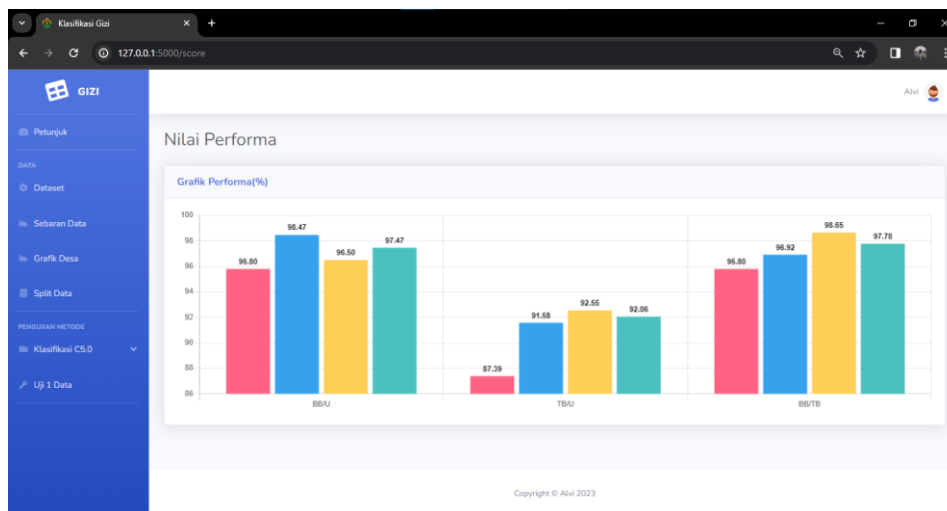 Klasifikasi Gizi
127.0.0.1:5000/score
GIZI
Alvi
Petunjuk
DATA
Dataset
Sebaran Data
Grafik Desa
Split Data
PENGUJIAN METODE
Klasifikasi C5.0
Uji 1 Data
Nilai Performa
Grafik Performa(%)
100
98
96
94
92
90
88
86
95.80
98.47
96.50
97.47
87.39
91.58
92.55
92.06
95.80
96.92
98.65
97.78
BB/U
TB/U
BB/TB
Copyright © Alvi 2023